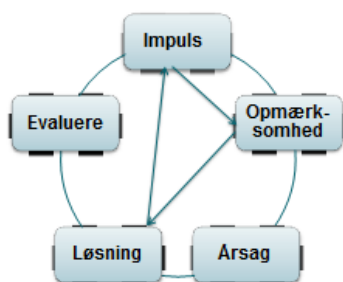 Impuls
Opmærk-
somhed
Evaluere
Løsning
Årsag